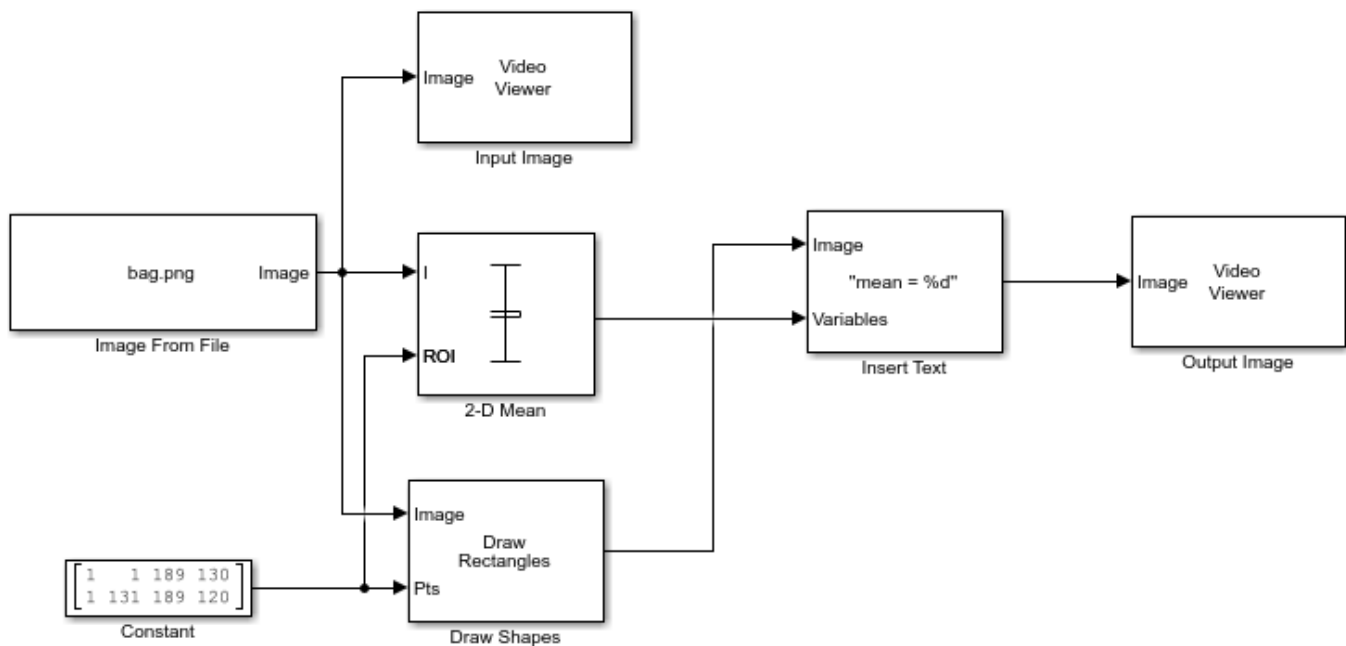 Image
Video
Viewer
Input Image
bag.png
Image
Image From File
I
ROI
2-D Mean
Image
"mean = %d"
Variables
Insert Text
Image
Video
Viewer
Output Image
Image
Draw
Rectangles
Pts
Draw Shapes
1 1 189 130
1 131 189 120
Constant